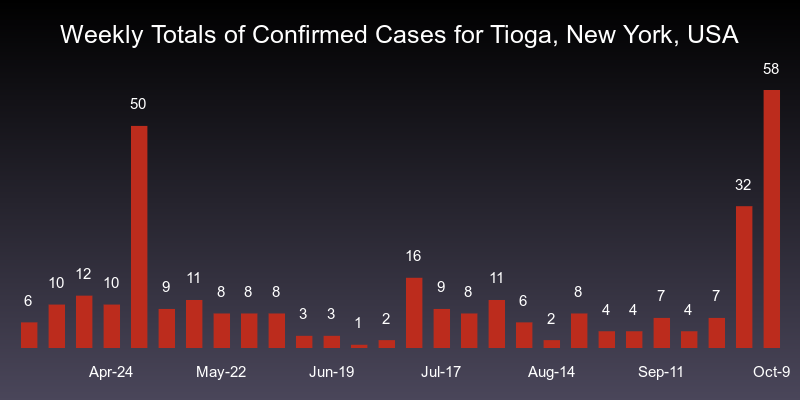 Weekly Totals of Confirmed Cases for Tioga, New York, USA
6 10 12 10 50 9 11 8 8 8 3 3 1 2 16 9 8 11 6 2 8 4 4 7 4 7 32 58
Apr-24 May-22 Jun-19 Jul-17 Aug-14 Sep-11 Oct-9